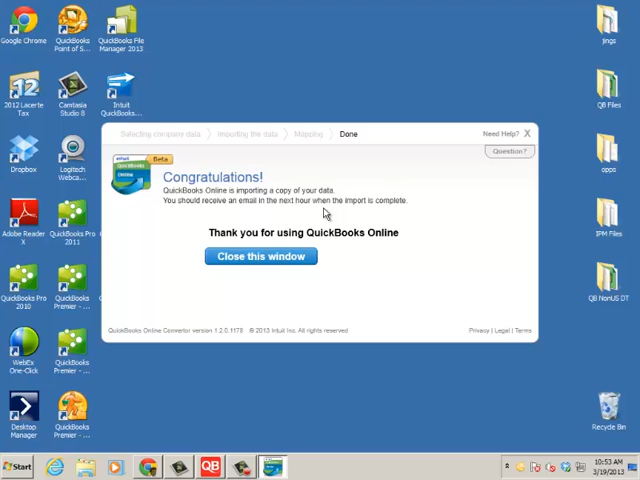 Google Chrome
QuickBooks Point of S...
QuickBooks File Manager 2013
jings
12
2012 Lacerte Tax
Camtasia Studio 8
Intuit QuickBooks...
QB Files
Selecting company data
Importing the data
Mapping
Done
Need Help? X
Question?
Beta
intuit
QuickBooks
Online
Congratulations!
QuickBooks Online is importing a copy of your data.
You should receive an email in the next hour when the import is complete.
Thank you for using QuickBooks Online
Close this window
QuickBooks Online Convertor version 1.2.0.1178 © 2013 Intuit Inc. All rights reserved
Privacy | Legal | Terms
Dropbox
Logitech Webca...
opps
Adobe Reader X
QuickBooks Pro 2011
IPM Files
QuickBooks Pro 2010
QuickBooks Premier - ...
QB NonUS DT
WebEx One-Click
QuickBooks Premier - ...
Desktop Manager
QuickBooks Premier - ...
Recycle Bin
Start
QB
10:53 AM
3/19/2013